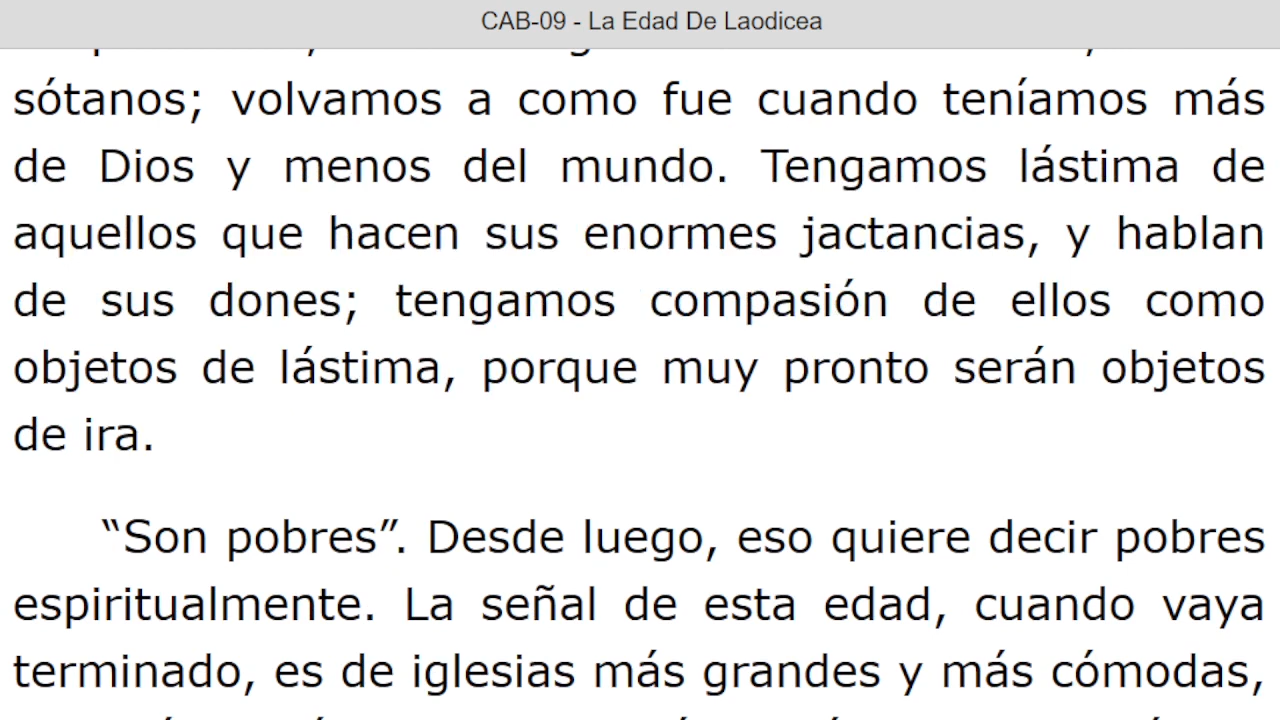 CAB-09 - La Edad De Laodicea
sótanos; volvamos a como fue cuando teníamos más
de Dios y menos del mundo. Tengamos lástima de
aquellos que hacen sus enormes jactancias, y hablan
de sus dones; tengamos compasión de ellos como
objetos de lástima, porque muy pronto serán objetos
de ira.
“Son pobres”. Desde luego, eso quiere decir pobres
espiritualmente. La señal de esta edad, cuando vaya
terminado, es de iglesias más grandes y más cómodas,